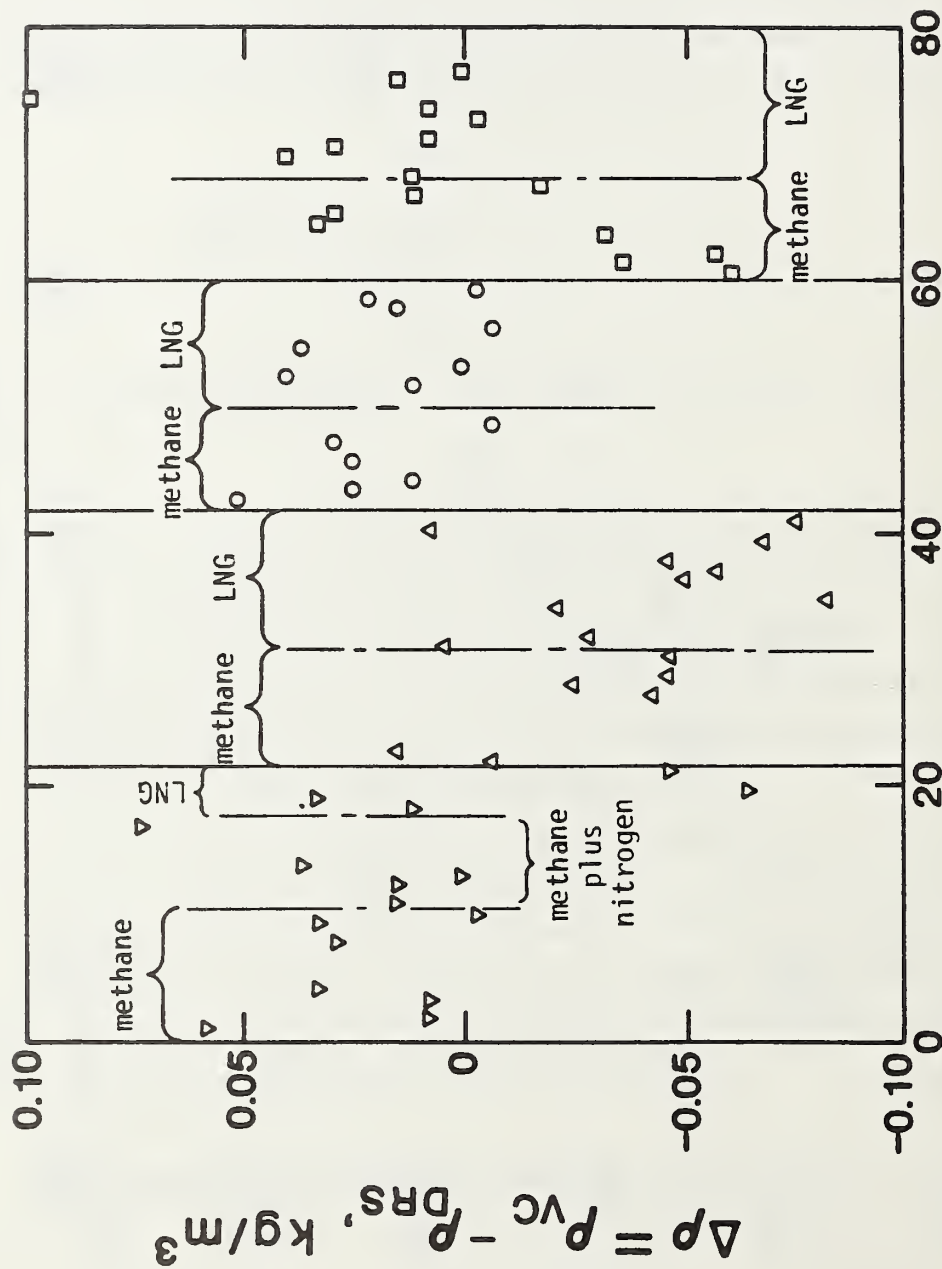 0.10
0.05
0
-0.05
-0.10
Δρ ≡ ρVC - ρDRS, kg/m³
0
20
40
60
80
methane
methane
plus
nitrogen
LNG
methane
LNG
methane
LNG
methane
LNG